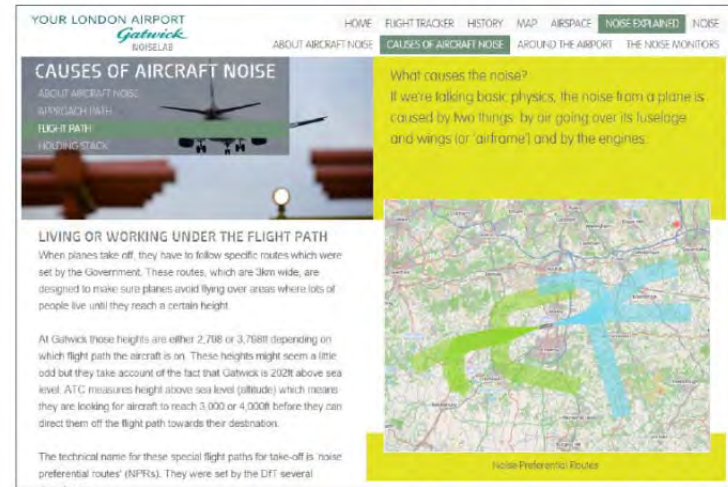 YOUR LONDON AIRPORT
Gatwick
NOISELAB
HOME FLIGHT TRACKER HISTORY MAP AIRSPACE NOISE EXPLAINED NOISE
ABOUT AIRCRAFT NOISE CAUSES OF AIRCRAFT NOISE AROUND THE AIRPORT THE NOISE MONITORS
CAUSES OF AIRCRAFT NOISE
ABOUT AIRCRAFT NOISE
APPROACH PATH
FLIGHT PATH
HOLDING STACK
What causes the noise?
If we're talking basic physics, the noise from a plane is
caused by two things: by air going over its fuselage
and wings (or 'airframe') and by the engines.
LIVING OR WORKING UNDER THE FLIGHT PATH
When planes take off, they have to follow specific routes which were
set by the Government. These routes, which are 3km wide, are
designed to make sure planes avoid flying over areas where lots of
people live until they reach a certain height.
At Gatwick those heights are either 2,798 or 3,798ft depending on
which flight path the aircraft is on. These heights might seem a little
odd but they take account of the fact that Gatwick is 202ft above sea
level. ATC measures height above sea level (altitude) which means
they are looking for aircraft to reach 3,000 or 4,000ft before they can
direct them off the flight path towards their destination.
The technical name for these special flight paths for take-off is 'noise
preferential routes' (NPRs). They were set by the DfT several
Noise Preferential Routes